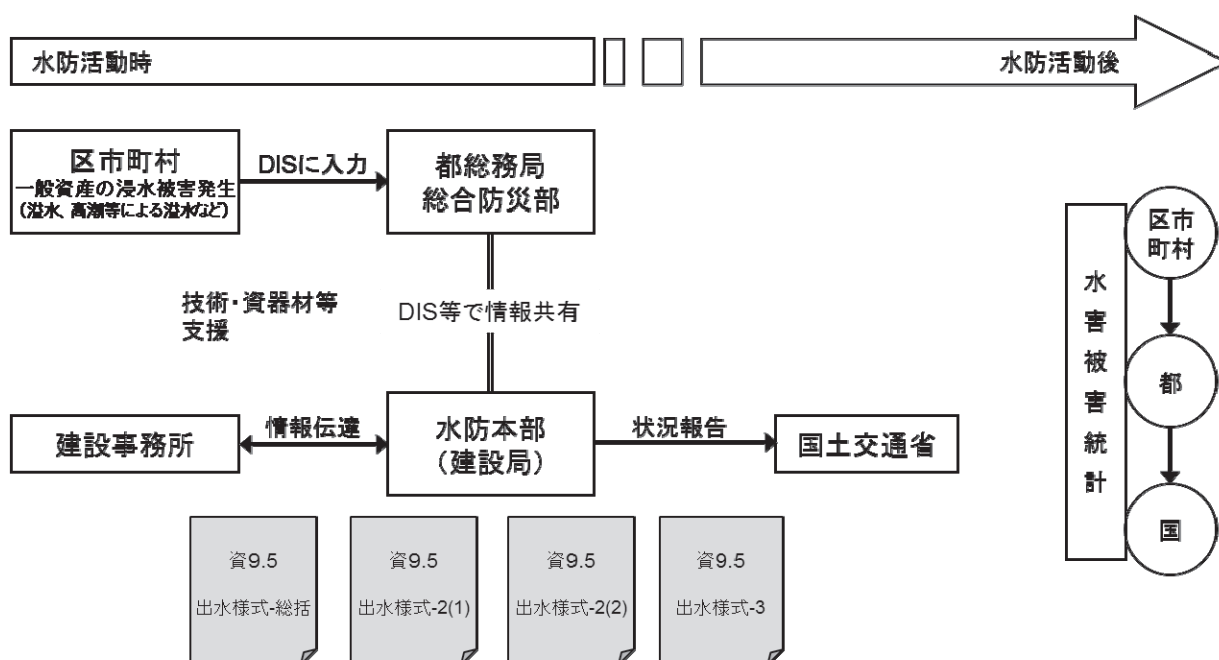 水防活動時
水防活動後
区市町村
一般資産の浸水被害発生
(溢水、高潮等による溢水など)
DISに入力
都総務局
総合防災部
技術・資器材等
支援
DIS等で情報共有
建設事務所
情報伝達
水防本部
(建設局)
状況報告
国土交通省
水害被害統計
区市
町村
都
国
資9.5
出水様式-総括
資9.5
出水様式-2(1)
資9.5
出水様式-2(2)
資9.5
出水様式-3